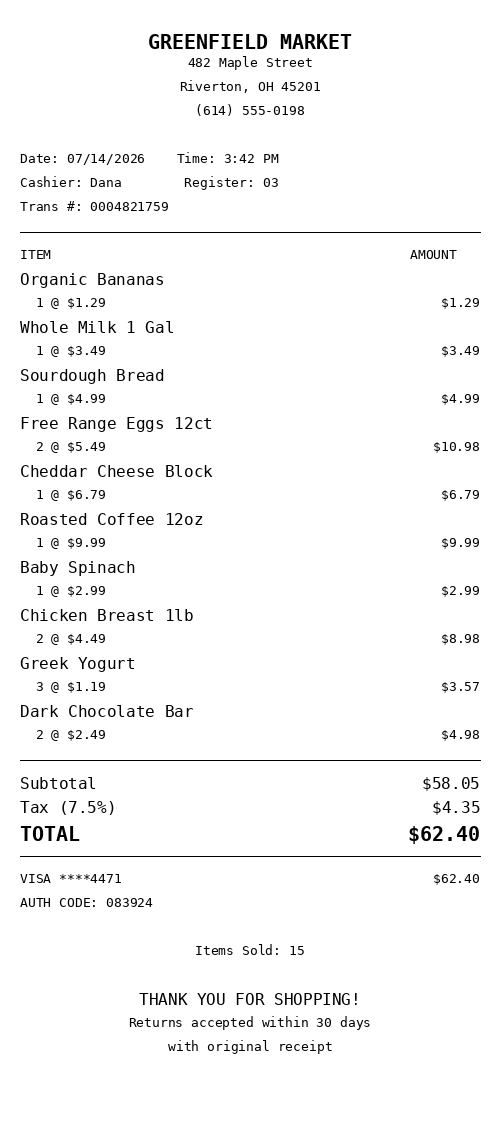 GREENFIELD MARKET
482 Maple Street
Riverton, OH 45201
(614) 555-0198
Date: 07/14/2026    Time: 3:42 PM
Cashier: Dana        Register: 03
Trans #: 0004821759
ITEM AMOUNT
Organic Bananas
1 @ $1.29 $1.29
Whole Milk 1 Gal
1 @ $3.49 $3.49
Sourdough Bread
1 @ $4.99 $4.99
Free Range Eggs 12ct
2 @ $5.49 $10.98
Cheddar Cheese Block
1 @ $6.79 $6.79
Roasted Coffee 12oz
1 @ $9.99 $9.99
Baby Spinach
1 @ $2.99 $2.99
Chicken Breast 1lb
2 @ $4.49 $8.98
Greek Yogurt
3 @ $1.19 $3.57
Dark Chocolate Bar
2 @ $2.49 $4.98
Subtotal $58.05
Tax (7.5%) $4.35
TOTAL $62.40
VISA ****4471 $62.40
AUTH CODE: 083924
Items Sold: 15
THANK YOU FOR SHOPPING!
Returns accepted within 30 days
with original receipt